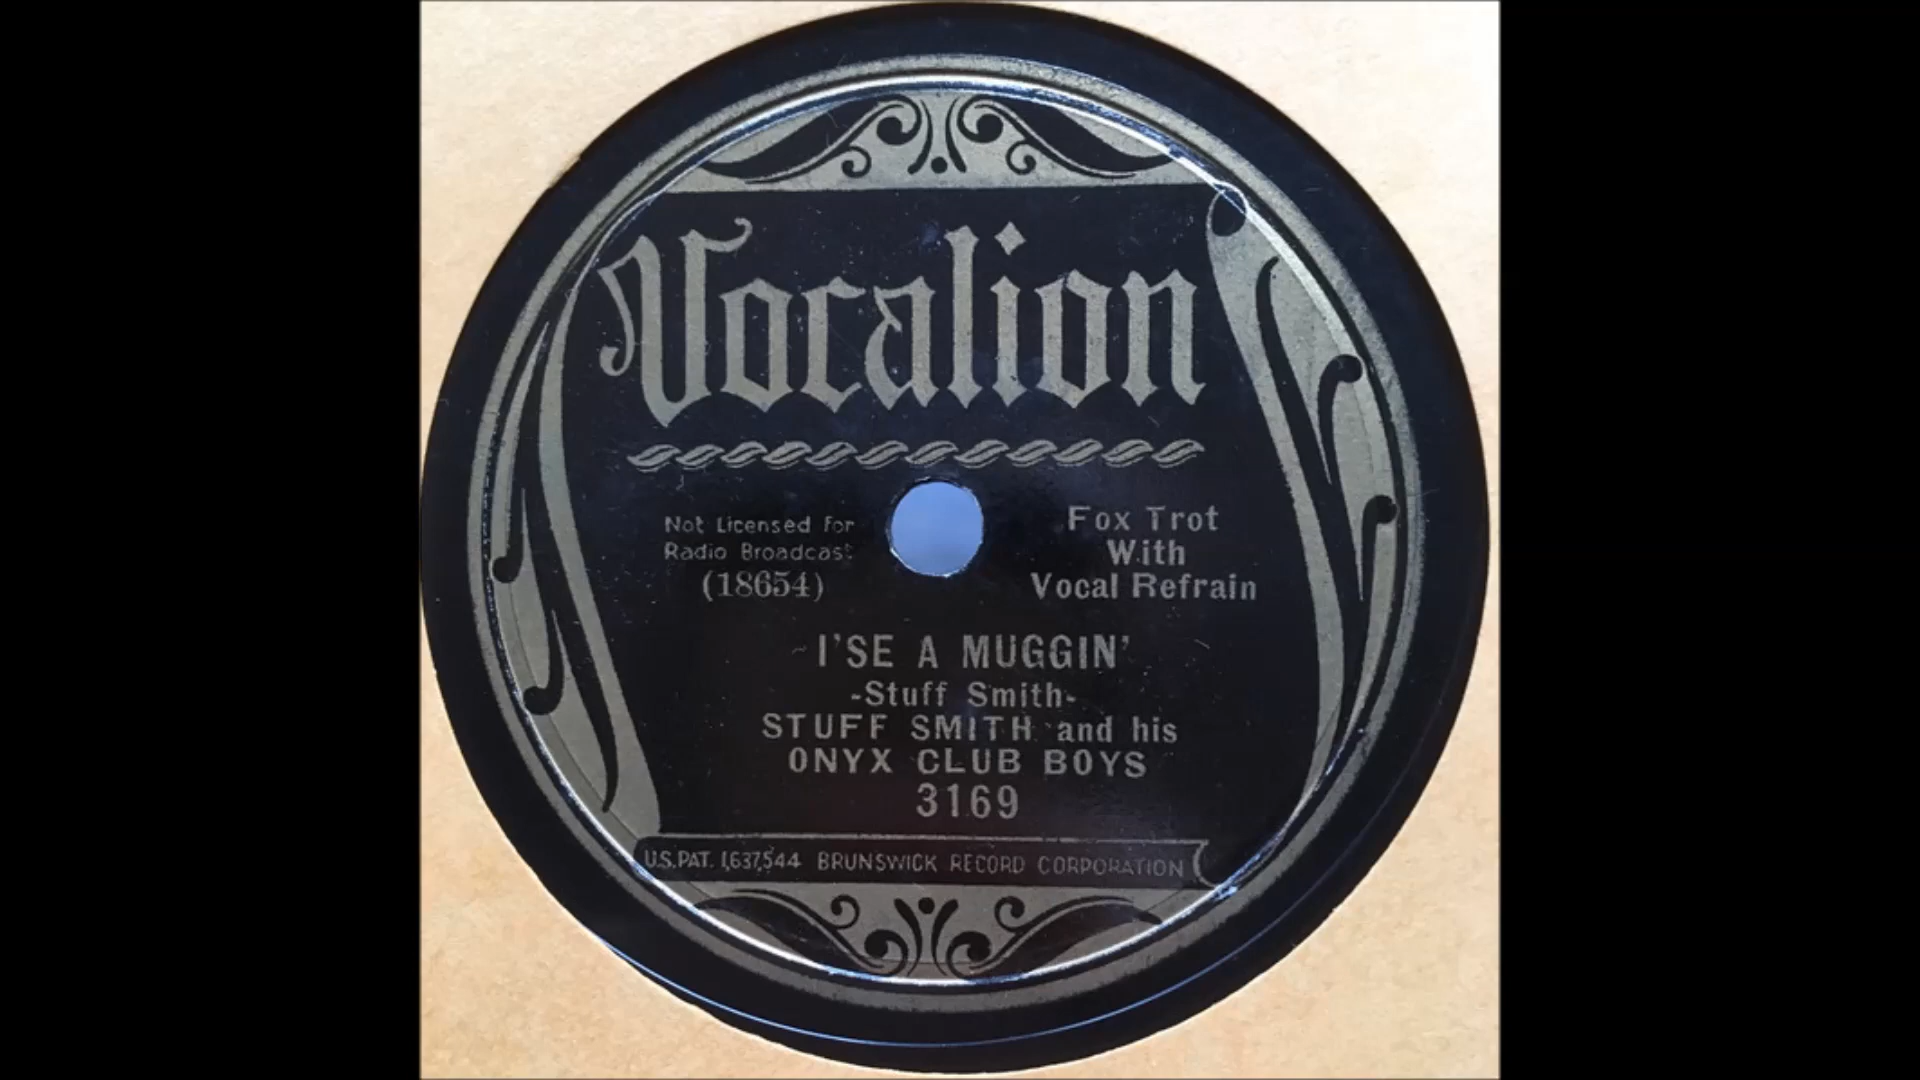 Vocalion
Not Licensed for
Radio Broadcast
(18654)
Fox Trot
With
Vocal Refrain
I'SE A MUGGIN'
-Stuff Smith-
STUFF SMITH and his
ONYX CLUB BOYS
3169
U.S. PAT. 1,637,544 BRUNSWICK RECORD CORPORATION